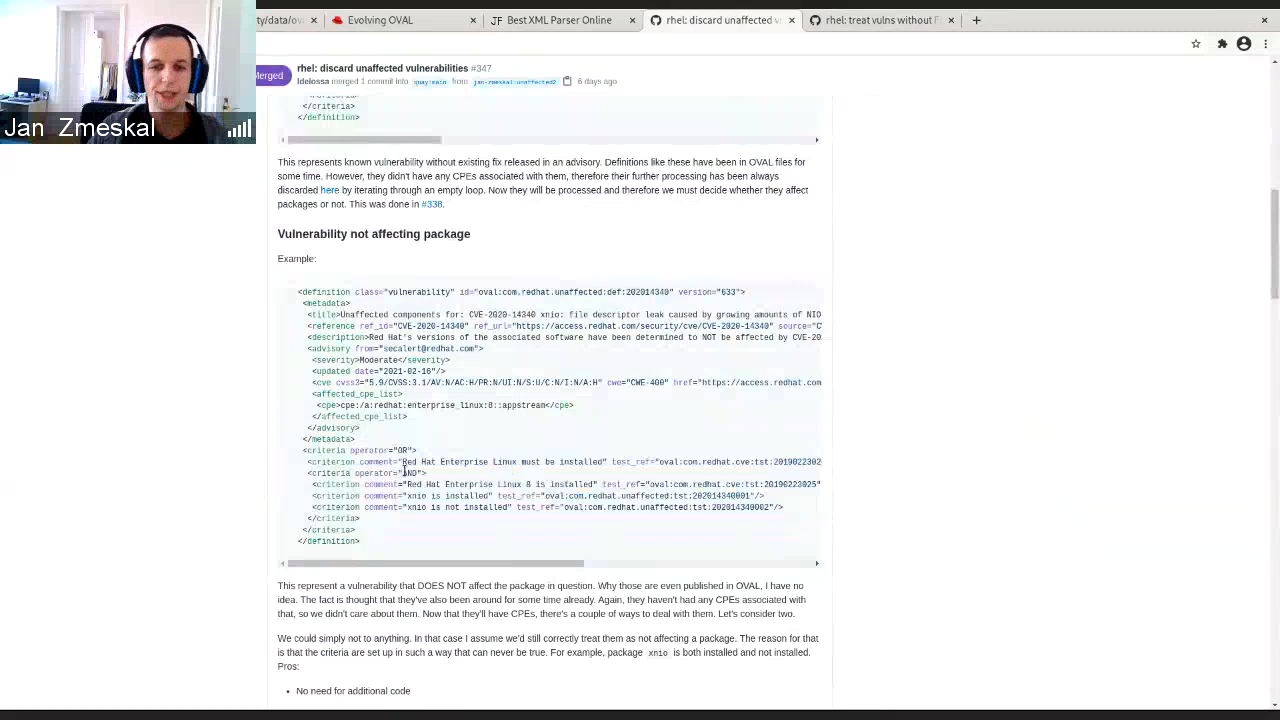 ty/data/ov
Evolving OVAL
Best XML Parser Online
rhel: discard unaffected v
rhel: treat vulns without F
Merged
rhel: discard unaffected vulnerabilities #347
ldelossa merged 1 commit into quay:main from jan-zmeskal:unaffected2 6 days ago
Jan Zmeskal
</criteria>
</definition>
This represents known vulnerability without existing fix released in an advisory. Definitions like these have been in OVAL files for
some time. However, they didn't have any CPEs associated with them, therefore their further processing has been always
discarded here by iterating through an empty loop. Now they will be processed and therefore we must decide whether they affect
packages or not. This was done in #338.
Vulnerability not affecting package
Example:
<definition class="vulnerability" id="oval:com.redhat.unaffected:def:202014340" version="633">
<metadata>
<title>Unaffected components for: CVE-2020-14340 xnio: file descriptor leak caused by growing amounts of NIO
<reference ref_id="CVE-2020-14340" ref_url="https://access.redhat.com/security/cve/CVE-2020-14340" source="C
<description>Red Hat's versions of the associated software have been determined to NOT be affected by CVE-20
<advisory from="secalert@redhat.com">
<severity>Moderate</severity>
<updated date="2021-02-16"/>
<cve cvss3="5.9/CVSS:3.1/AV:N/AC:H/PR:N/UI:N/S:U/C:N/I:N/A:H" cwe="CWE-400" href="https://access.redhat.com
<affected_cpe_list>
<cpe>cpe:/a:redhat:enterprise_linux:8::appstream</cpe>
</affected_cpe_list>
</advisory>
</metadata>
<criteria operator="OR">
<criterion comment="Red Hat Enterprise Linux must be installed" test_ref="oval:com.redhat.cve:tst:2019022302
<criteria operator="AND">
<criterion comment="Red Hat Enterprise Linux 8 is installed" test_ref="oval:com.redhat.cve:tst:20190223025"
<criterion comment="xnio is installed" test_ref="oval:com.redhat.unaffected:tst:202014340001"/>
<criterion comment="xnio is not installed" test_ref="oval:com.redhat.unaffected:tst:202014340002"/>
</criteria>
</criteria>
</definition>
This represent a vulnerability that DOES NOT affect the package in question. Why those are even published in OVAL, I have no
idea. The fact is thought that they've also been around for some time already. Again, they haven't had any CPEs associated with
that, so we didn't care about them. Now that they'll have CPEs, there's a couple of ways to deal with them. Let's consider two.
We could simply not to anything. In that case I assume we'd still correctly treat them as not affecting a package. The reason for that
is that the criteria are set up in such a way that can never be true. For example, package xnio is both installed and not installed.
Pros:
• No need for additional code